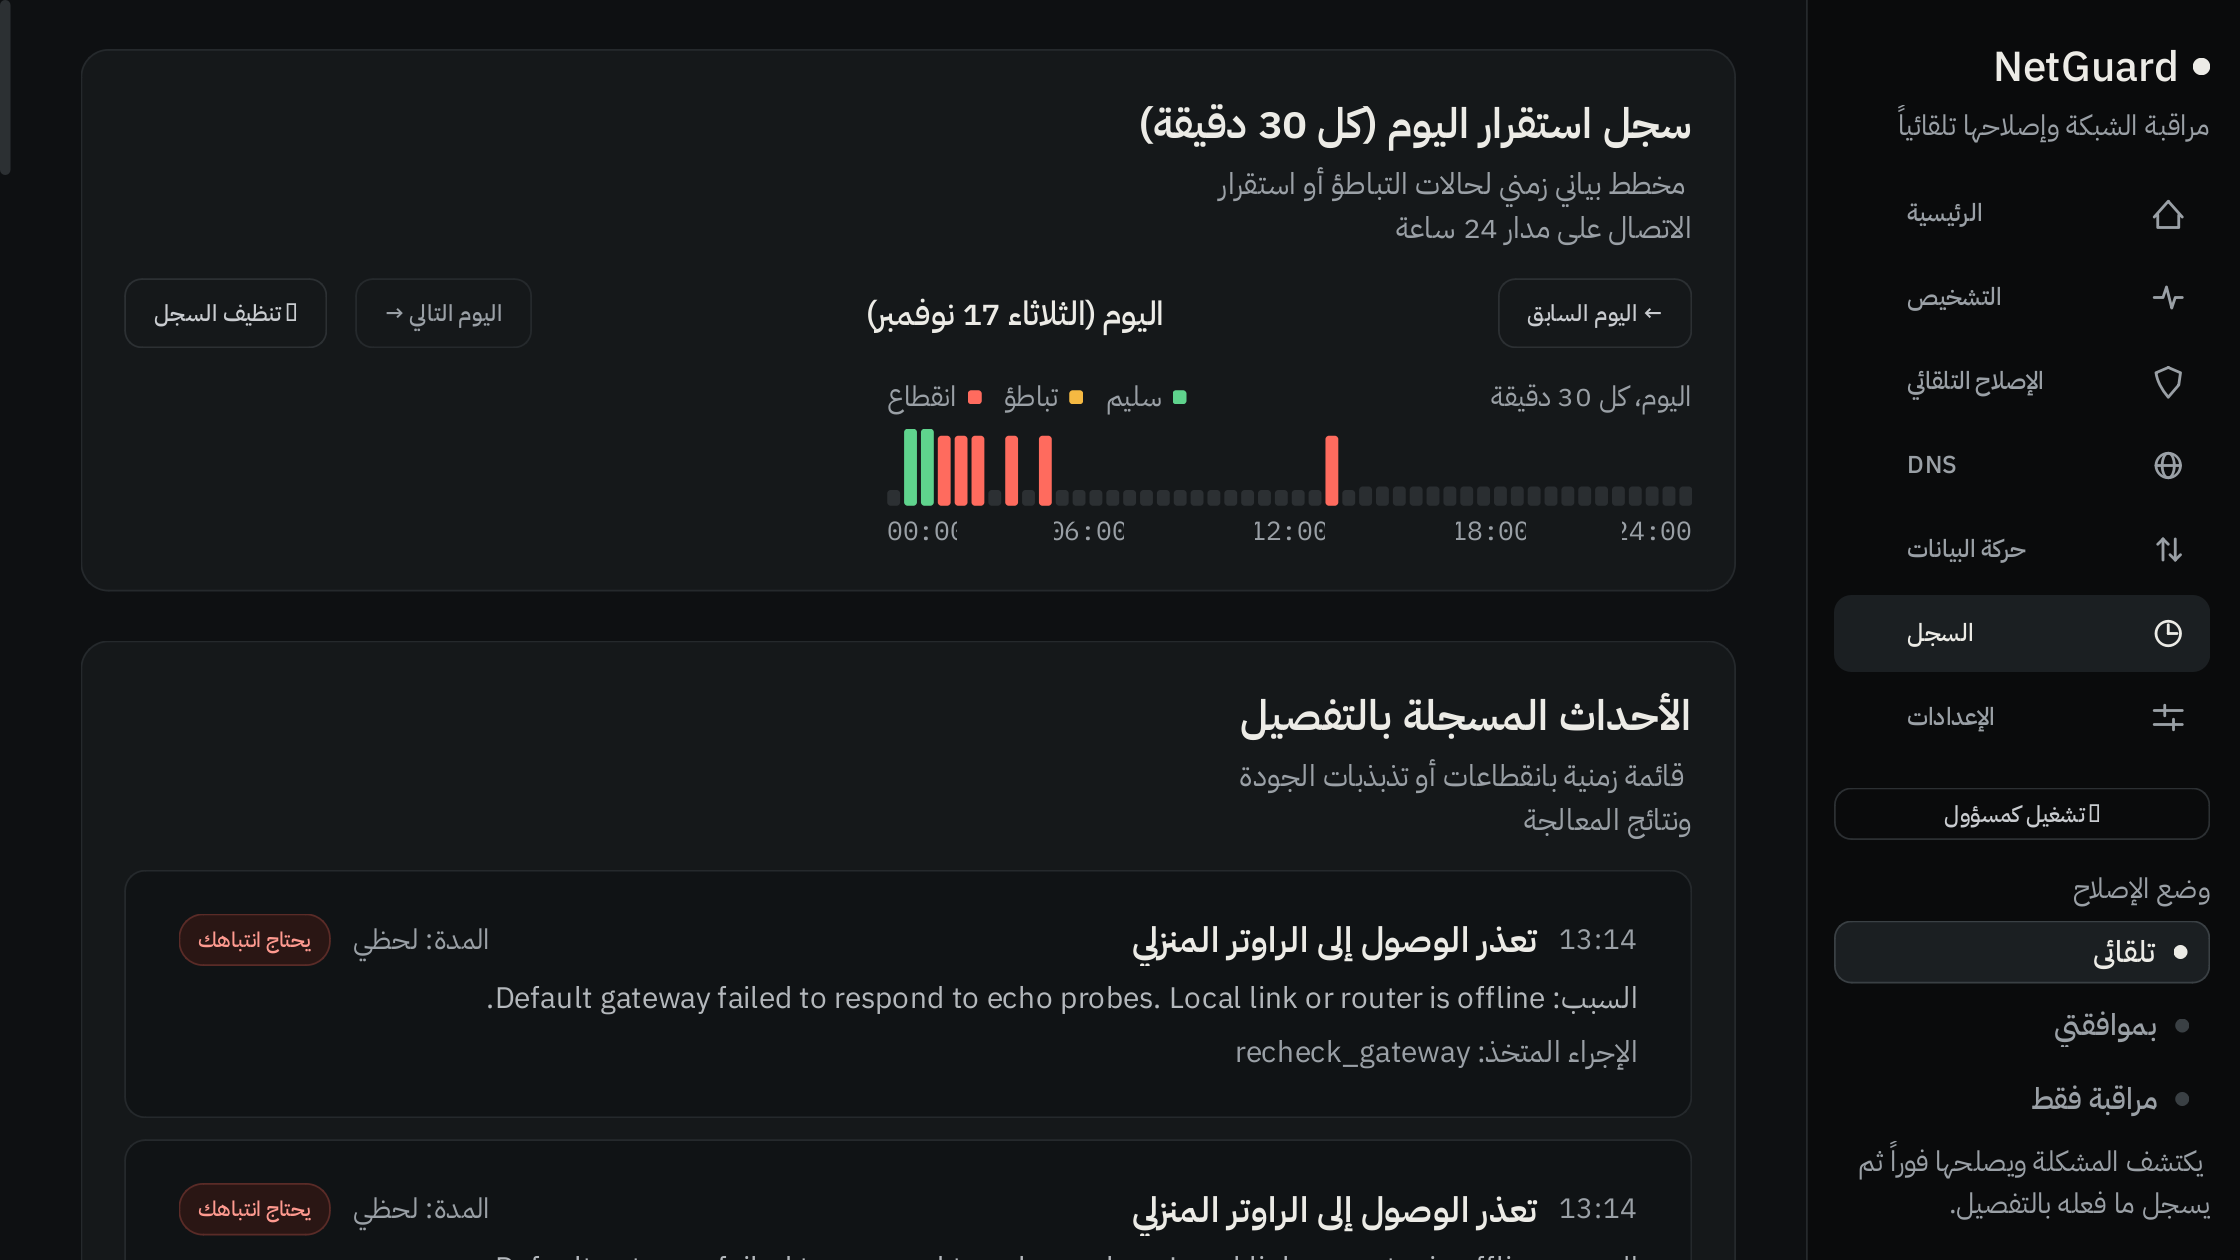 NetGuard
مراقبة الشبكة وإصلاحها تلقائياً
الرئيسية
التشخيص
الإصلاح التلقائي
DNS
حركة البيانات
السجل
الإعدادات
تشغيل كمسؤول
وضع الإصلاح
تلقائي
بموافقتي
مراقبة فقط
يكتشف المشكلة ويصلحها فوراً ثم
يسجل ما فعله بالتفصيل.
سجل استقرار اليوم (كل 30 دقيقة)
مخطط بياني زمني لحالات التباطؤ أو استقرار
الاتصال على مدار 24 ساعة
← اليوم السابق
اليوم (الثلاثاء 17 نوفمبر)
اليوم التالي →
تنظيف السجل
اليوم، كل 30 دقيقة
سليم
تباطؤ
انقطاع
00:00 06:00 12:00 18:00 24:00
الأحداث المسجلة بالتفصيل
قائمة زمنية بانقطاعات أو تذبذبات الجودة
ونتائج المعالجة
13:14 تعذر الوصول إلى الراوتر المنزلي
المدة: لحظي
يحتاج انتباهك
السبب: Default gateway failed to respond to echo probes. Local link or router is offline.
الإجراء المتخذ: recheck_gateway
13:14 تعذر الوصول إلى الراوتر المنزلي
المدة: لحظي
يحتاج انتباهك